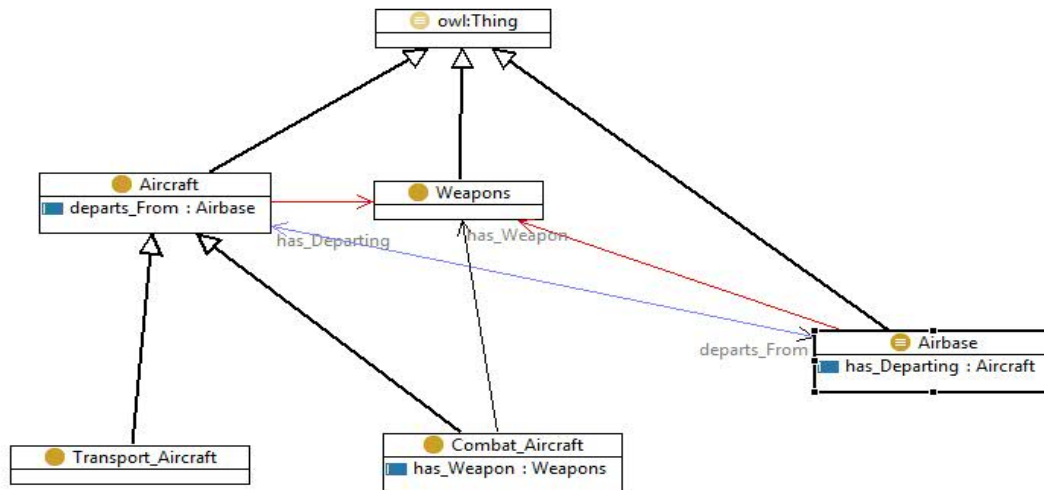 owl:Thing
Aircraft
departs_From : Airbase
Weapons
has_Departing
has_Weapon
departs_From
Airbase
has_Departing : Aircraft
Transport_Aircraft
Combat_Aircraft
has_Weapon : Weapons